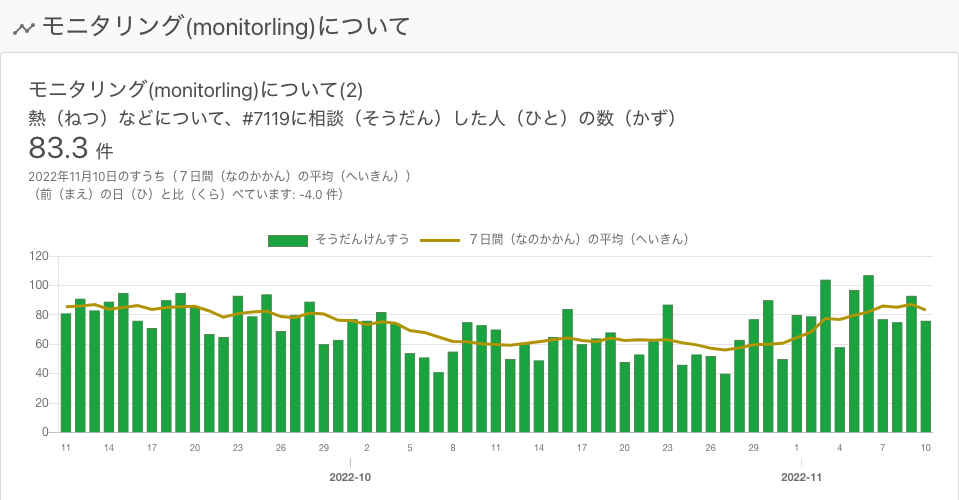 モニタリング(monitorling)について
モニタリング(monitorling)について(2)
熱（ねつ）などについて、#7119に相談（そうだん）した人（ひと）の数（かず）
83.3 件
2022年11月10日のすうち（７日間（なのかかん）の平均（へいきん））
（前（まえ）の日（ひ）と比（くら）べています: -4.0 件）
そうだんけんすう ７日間（なのかかん）の平均（へいきん）
120
100
80
60
40
20
0
11 14 17 20 23 26 29 2 5 8 11 14 17 20 23 26 29 1 4 7 10
2022-10 2022-11